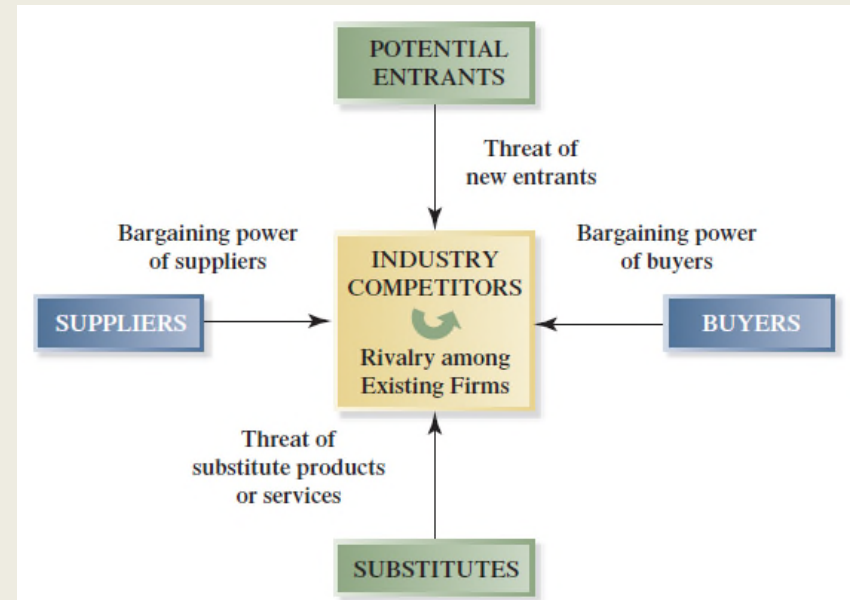 POTENTIAL
ENTRANTS
Threat of
new entrants
Bargaining power
of suppliers
Bargaining power
of buyers
SUPPLIERS
INDUSTRY
COMPETITORS
Rivalry among
Existing Firms
BUYERS
Threat of
substitute products
or services
SUBSTITUTES